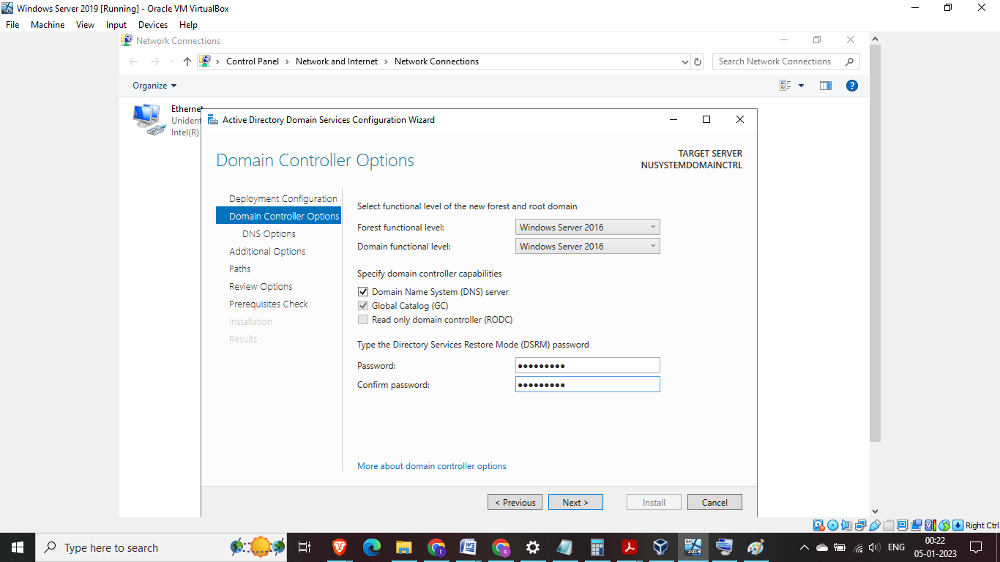 Windows Server 2019 [Running] - Oracle VM VirtualBox
File Machine View Input Devices Help
Network Connections
Control Panel > Network and Internet > Network Connections
Search Network Connections
Organize
Ethernet
Unident
Intel(R)
Active Directory Domain Services Configuration Wizard
Domain Controller Options
TARGET SERVER
NUSYSTEMDOMAINCTRL
Deployment Configuration
Domain Controller Options
DNS Options
Additional Options
Paths
Review Options
Prerequisites Check
Installation
Results
Select functional level of the new forest and root domain
Forest functional level: Windows Server 2016
Domain functional level: Windows Server 2016
Specify domain controller capabilities
Domain Name System (DNS) server
Global Catalog (GC)
Read only domain controller (RODC)
Type the Directory Services Restore Mode (DSRM) password
Password: ●●●●●●●●●
Confirm password: ●●●●●●●●●
More about domain controller options
< Previous Next > Install Cancel
Right Ctrl
Type here to search
2019
ENG
00:22
05-01-2023